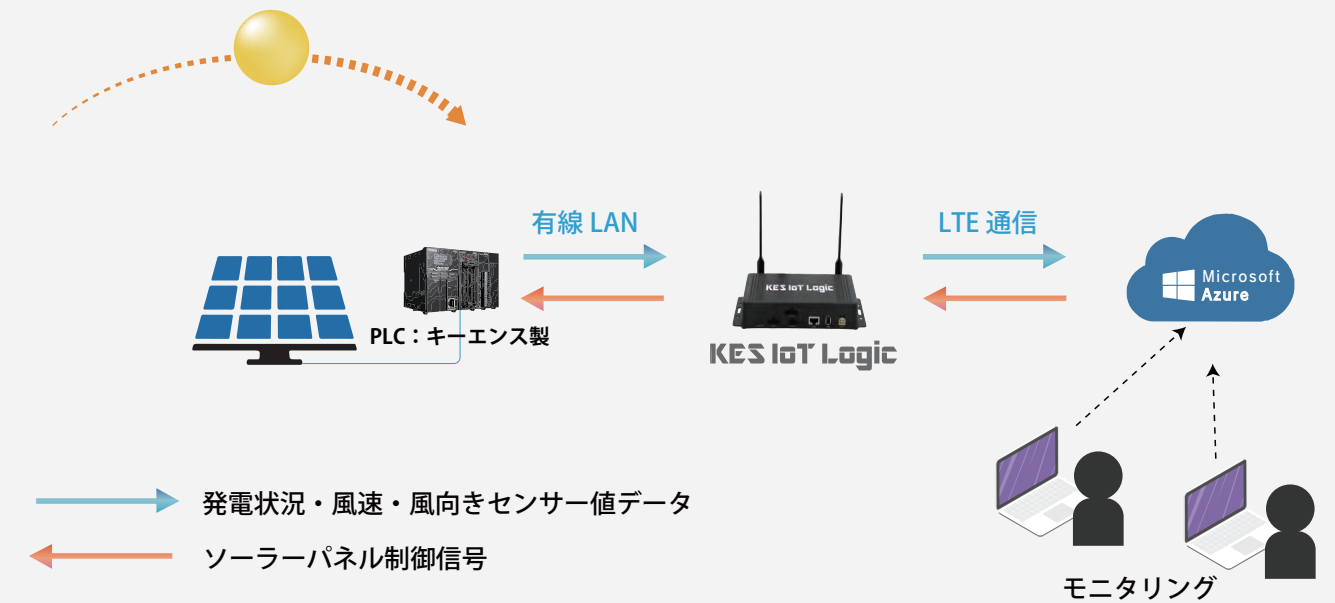 有線 LAN
LTE 通信
Microsoft
Azure
KES IoT Logic
PLC：キーエンス製
KES IoT Logic
発電状況・風速・風向きセンサー値データ
ソーラーパネル制御信号
モニタリング